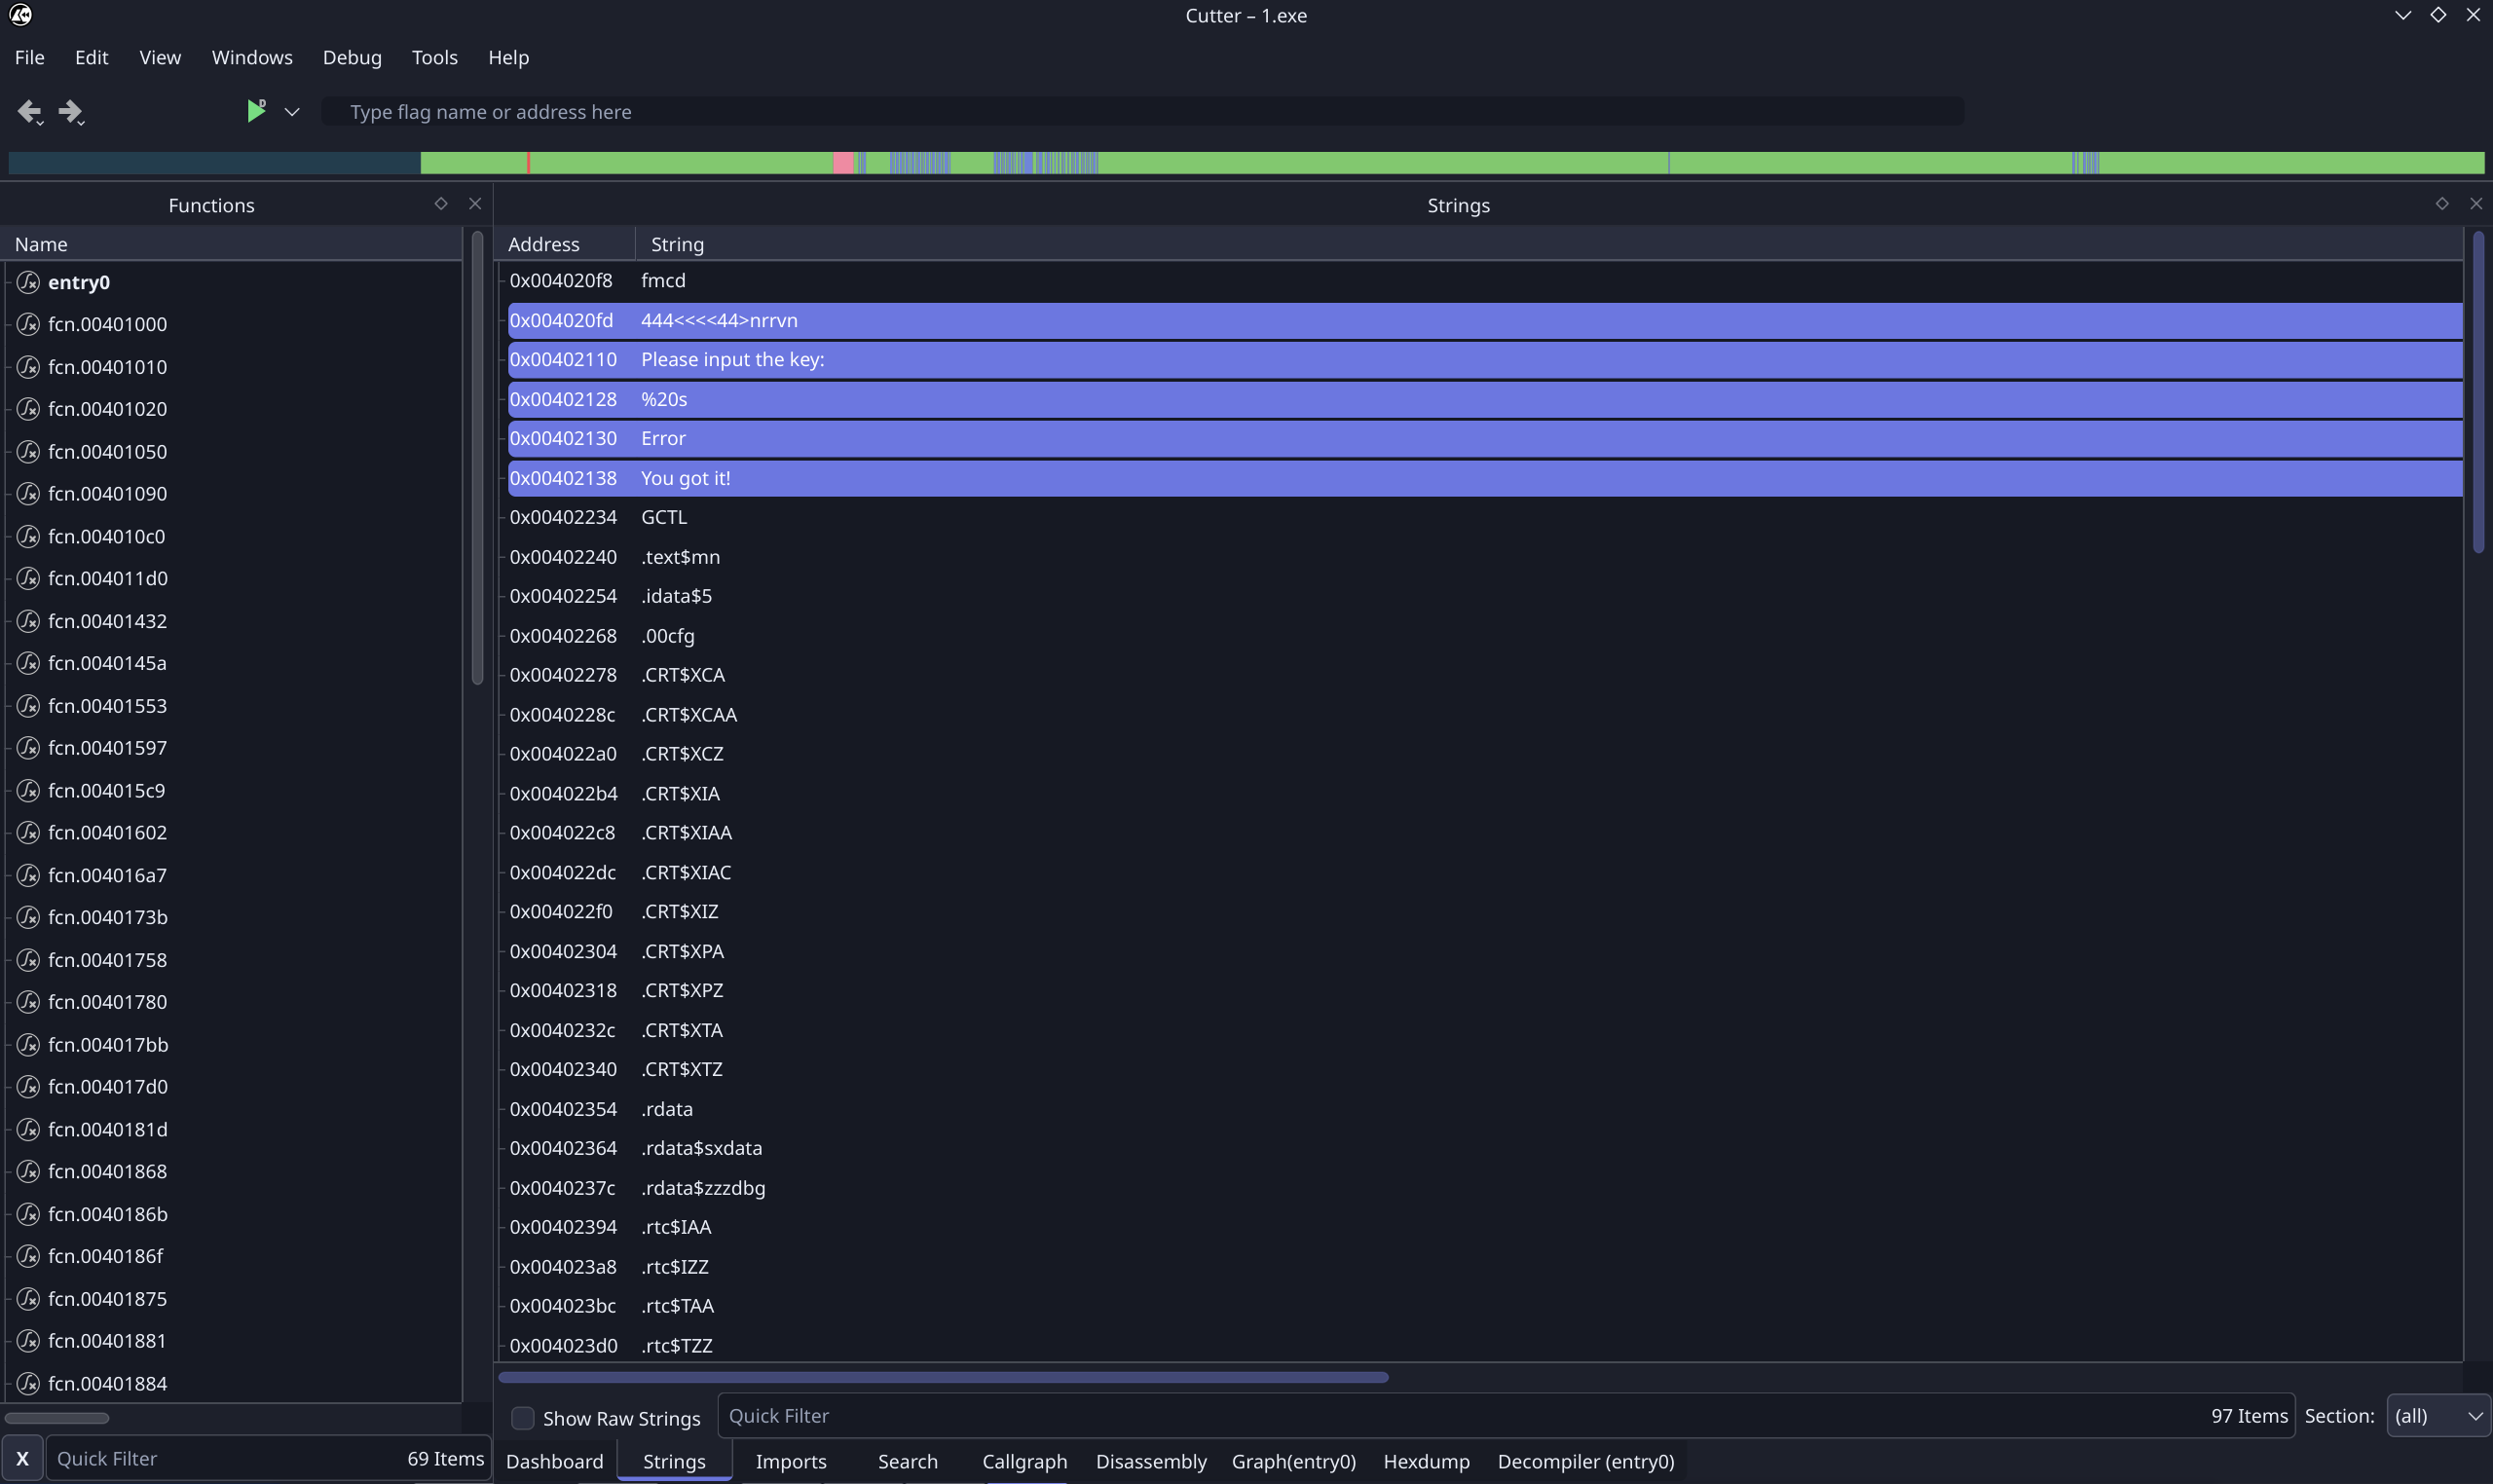 Cutter – 1.exe
File Edit View Windows Debug Tools Help
Type flag name or address here
Functions
Name
entry0
fcn.00401000
fcn.00401010
fcn.00401020
fcn.00401050
fcn.00401090
fcn.004010c0
fcn.004011d0
fcn.00401432
fcn.0040145a
fcn.00401553
fcn.00401597
fcn.004015c9
fcn.00401602
fcn.004016a7
fcn.0040173b
fcn.00401758
fcn.00401780
fcn.004017bb
fcn.004017d0
fcn.0040181d
fcn.00401868
fcn.0040186b
fcn.0040186f
fcn.00401875
fcn.00401881
fcn.00401884
X Quick Filter 69 Items
Strings
Address String
0x004020f8 fmcd
0x004020fd 444<<<<44>nrrvn
0x00402110 Please input the key:
0x00402128 %20s
0x00402130 Error
0x00402138 You got it!
0x00402234 GCTL
0x00402240 .text$mn
0x00402254 .idata$5
0x00402268 .00cfg
0x00402278 .CRT$XCA
0x0040228c .CRT$XCAA
0x004022a0 .CRT$XCZ
0x004022b4 .CRT$XIA
0x004022c8 .CRT$XIAA
0x004022dc .CRT$XIAC
0x004022f0 .CRT$XIZ
0x00402304 .CRT$XPA
0x00402318 .CRT$XPZ
0x0040232c .CRT$XTA
0x00402340 .CRT$XTZ
0x00402354 .rdata
0x00402364 .rdata$sxdata
0x0040237c .rdata$zzzdbg
0x00402394 .rtc$IAA
0x004023a8 .rtc$IZZ
0x004023bc .rtc$TAA
0x004023d0 .rtc$TZZ
Show Raw Strings Quick Filter 97 Items Section: (all)
Dashboard Strings Imports Search Callgraph Disassembly Graph(entry0) Hexdump Decompiler (entry0)